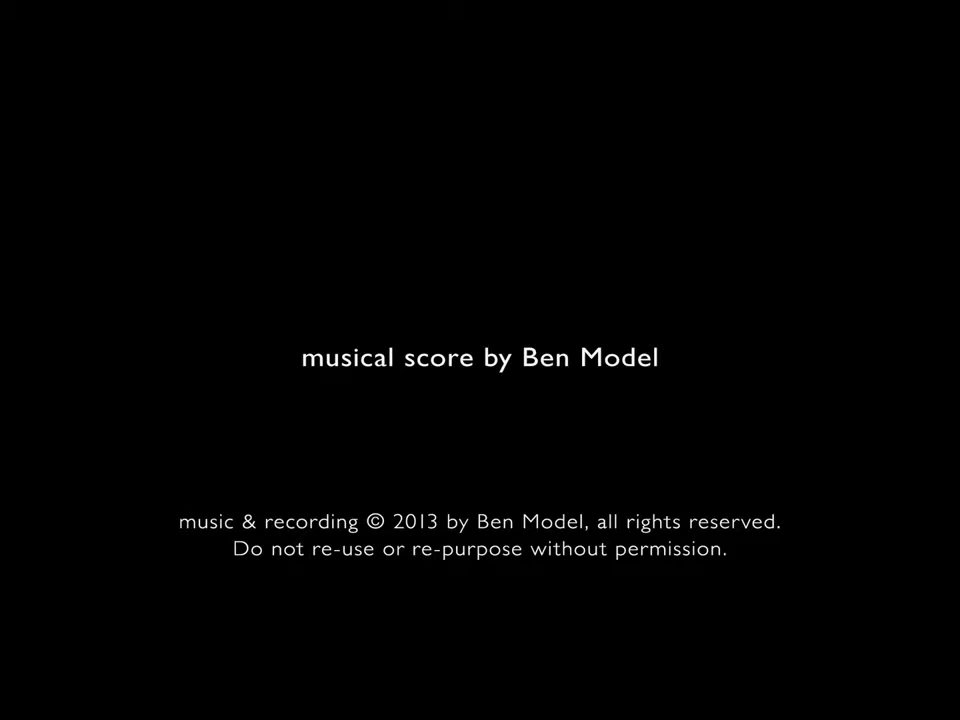 musical score by Ben Model
music & recording © 2013 by Ben Model, all rights reserved.
Do not re-use or re-purpose without permission.